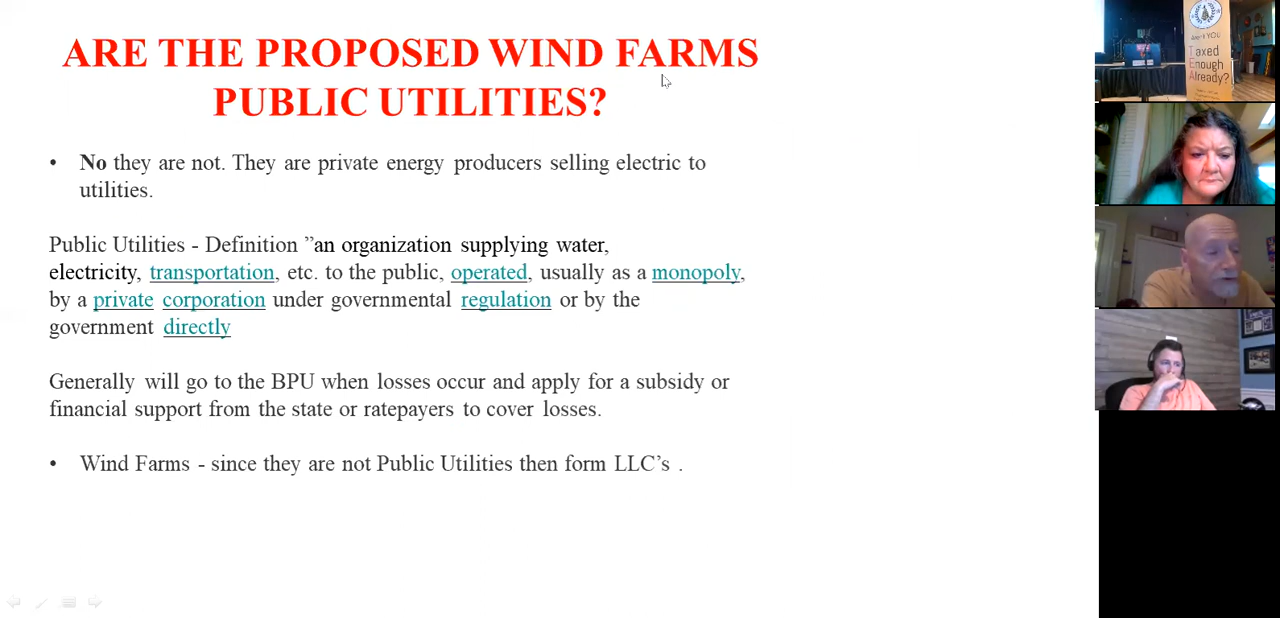 ARE THE PROPOSED WIND FARMS
PUBLIC UTILITIES?
• No they are not. They are private energy producers selling electric to
utilities.
Public Utilities - Definition ”an organization supplying water,
electricity, transportation, etc. to the public, operated, usually as a monopoly,
by a private corporation under governmental regulation or by the
government directly
Generally will go to the BPU when losses occur and apply for a subsidy or
financial support from the state or ratepayers to cover losses.
• Wind Farms - since they are not Public Utilities then form LLC’s .
Aren't YOU
Taxed
Enough
Already?